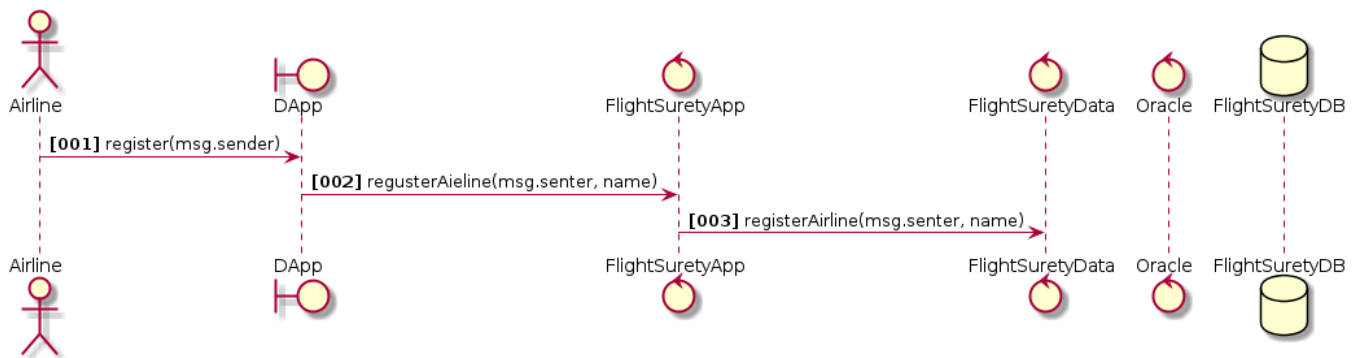 Airline DApp FlightSuretyApp FlightSuretyData Oracle FlightSuretyDB
[001] register(msg.sender)
[002] regusterAieline(msg.senter, name)
[003] registerAirline(msg.senter, name)
Airline DApp FlightSuretyApp FlightSuretyData Oracle FlightSuretyDB